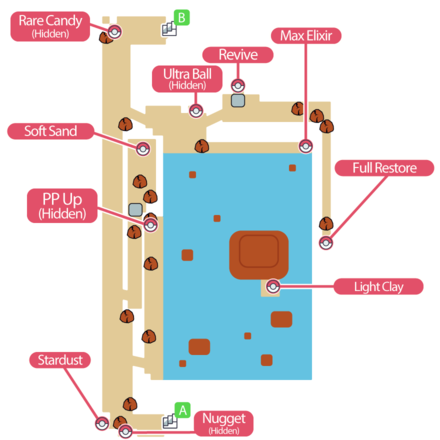 Rare Candy
(Hidden)
B
Max Elixir
Revive
Ultra Ball
(Hidden)
Soft Sand
Full Restore
PP Up
(Hidden)
Light Clay
Stardust
A
Nugget
(Hidden)